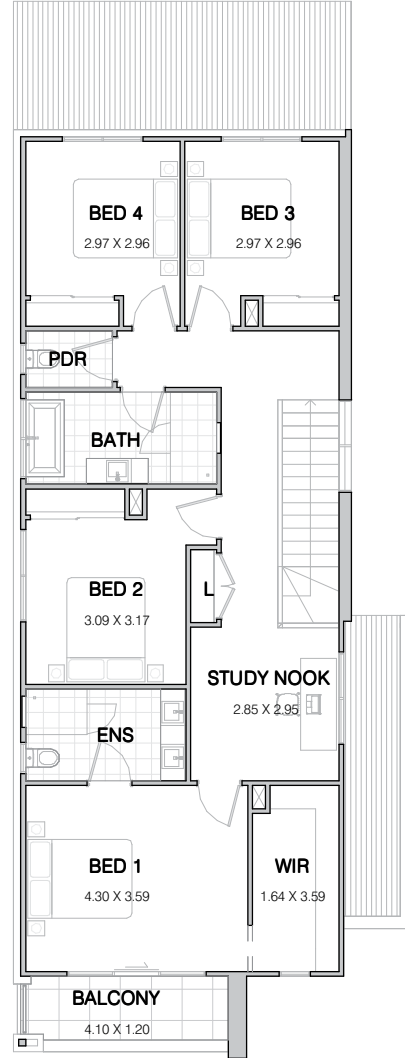 BED 4
2.97 X 2.96
BED 3
2.97 X 2.96
PDR
BATH
BED 2
3.09 X 3.17
L
STUDY NOOK
2.85 X 2.95
ENS
BED 1
4.30 X 3.59
WIR
1.64 X 3.59
BALCONY
4.10 X 1.20